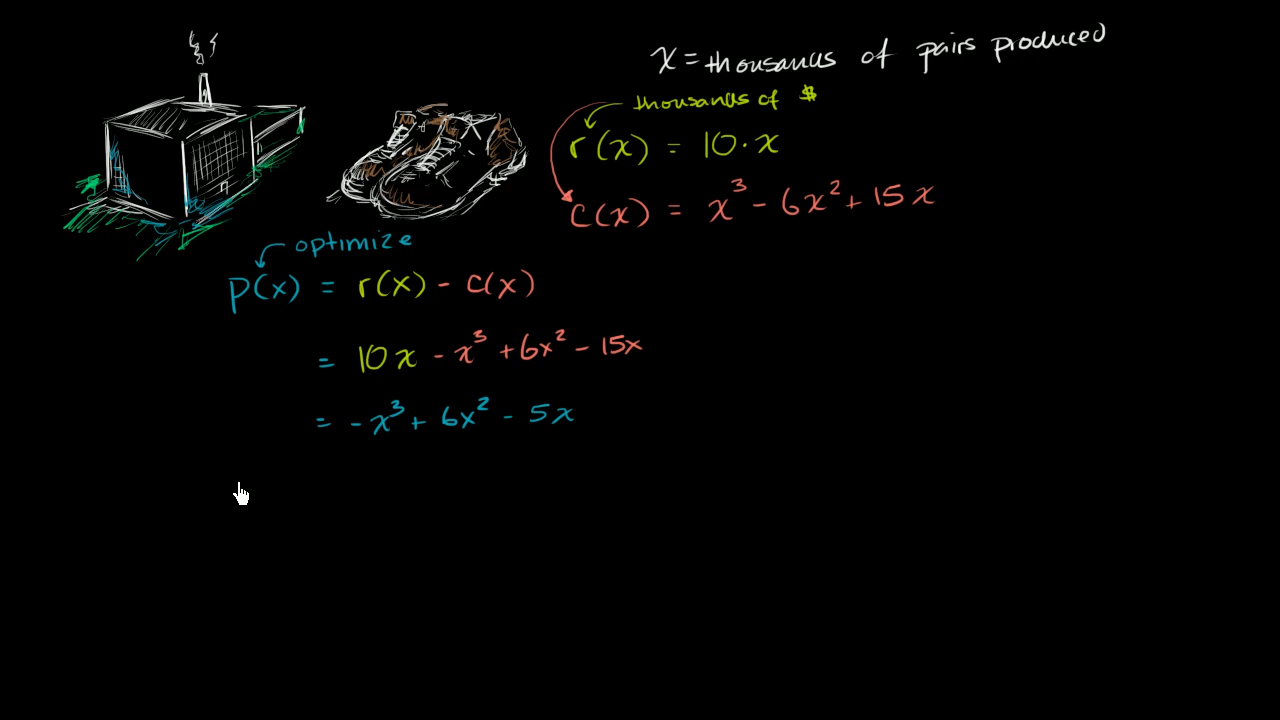 x = thousands of pairs produced
thousands of $
r(x) = 10·x
c(x) = x³ - 6x² + 15x
optimize
p(x) = r(x) - c(x)
= 10x - x³ + 6x² - 15x
= -x³ + 6x² - 5x